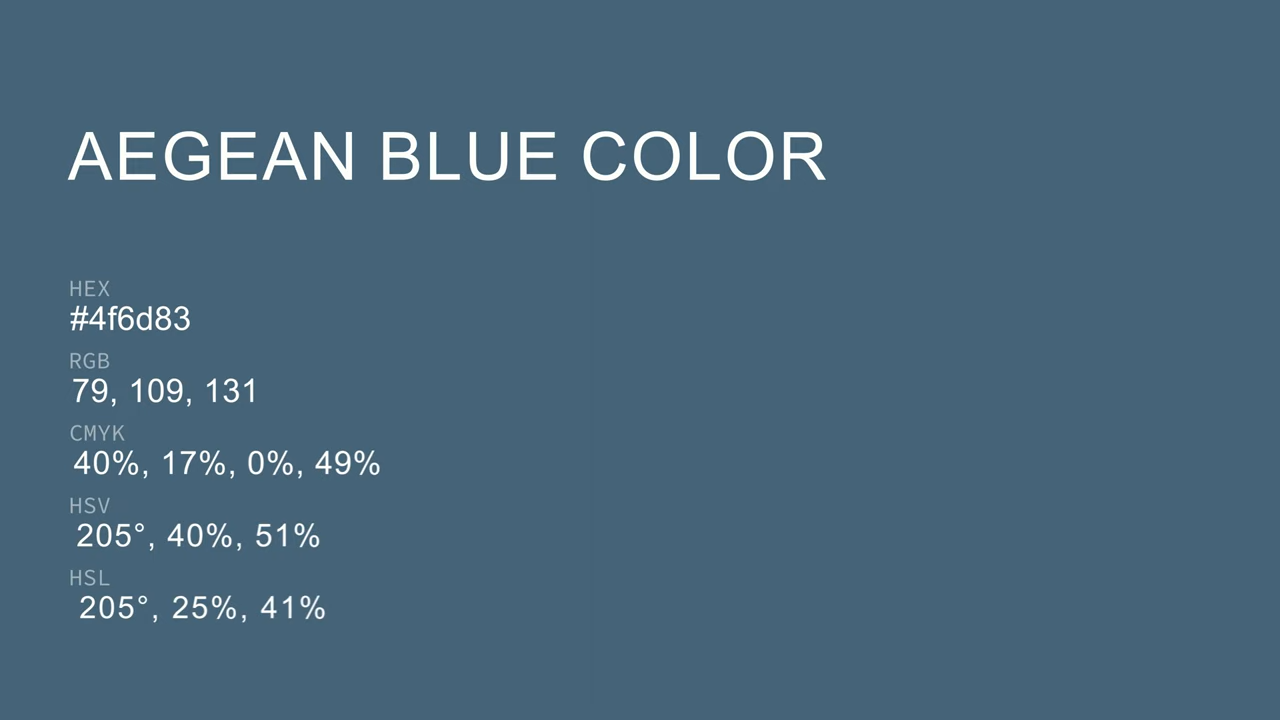 AEGEAN BLUE COLOR
HEX
#4f6d83
RGB
79, 109, 131
CMYK
40%, 17%, 0%, 49%
HSV
205°, 40%, 51%
HSL
205°, 25%, 41%